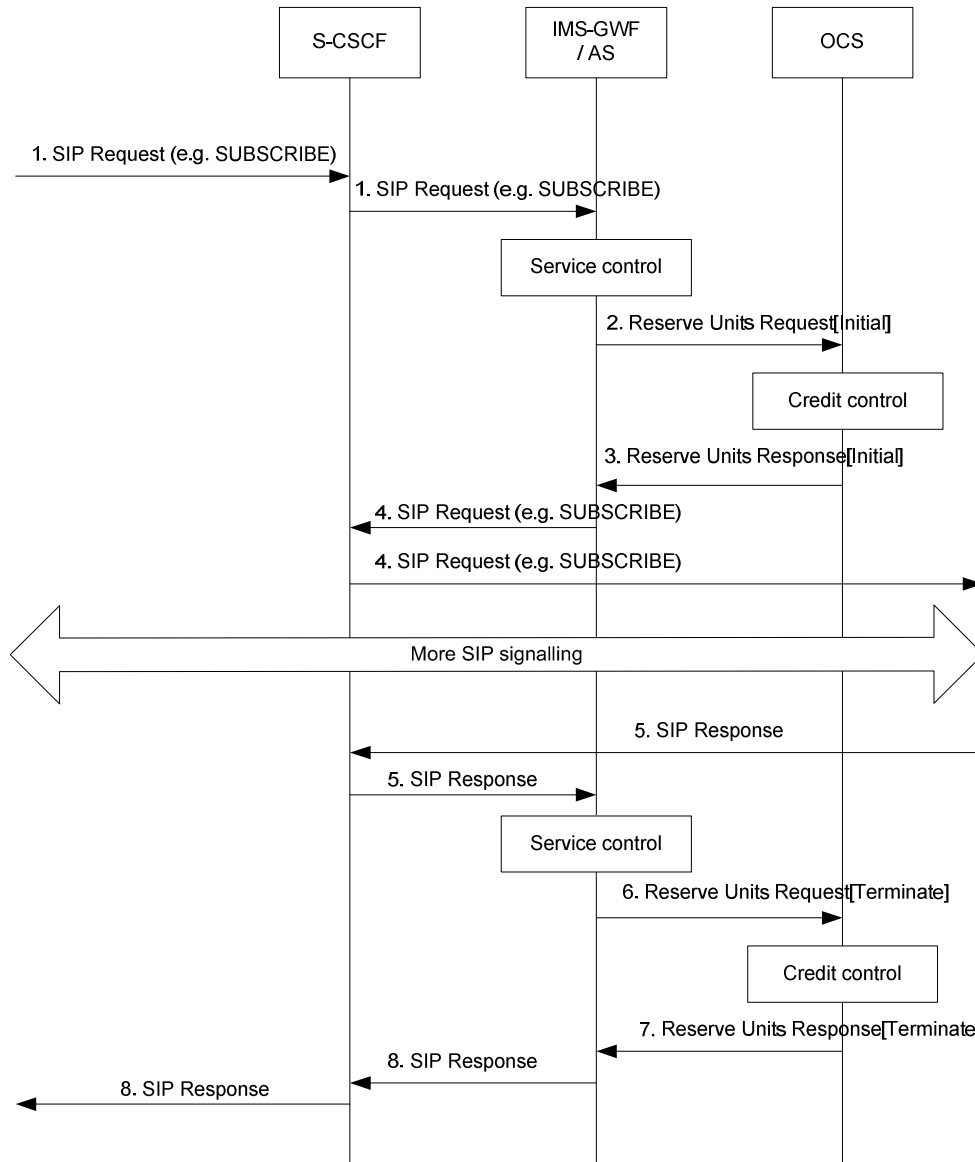 S-CSCF
IMS-GWF
/ AS
OCS
1. SIP Request (e.g. SUBSCRIBE)
1. SIP Request (e.g. SUBSCRIBE)
Service control
2. Reserve Units Request[Initial]
Credit control
3. Reserve Units Response[Initial]
4. SIP Request (e.g. SUBSCRIBE)
4. SIP Request (e.g. SUBSCRIBE)
More SIP signalling
5. SIP Response
5. SIP Response
Service control
6. Reserve Units Request[Terminate]
Credit control
7. Reserve Units Response[Terminate
8. SIP Response
8. SIP Response